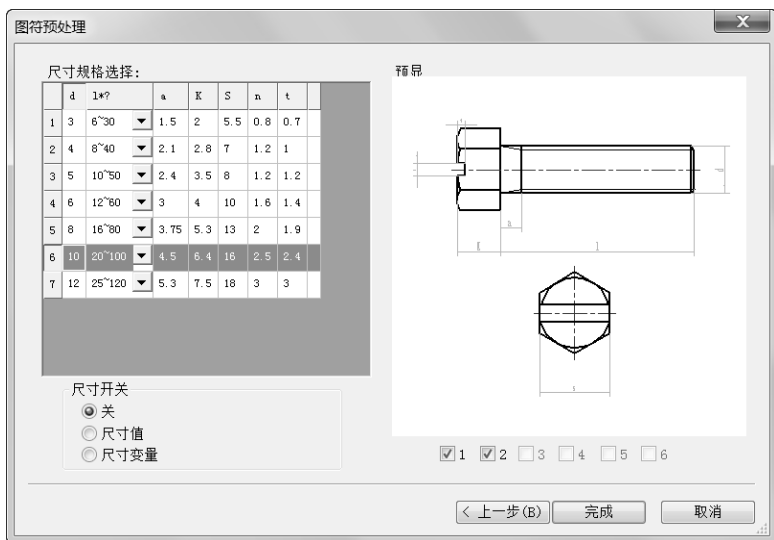 图符预处理
X
尺寸规格选择:
d l*? a K S n t
1 3 6~30 1.5 2 5.5 0.8 0.7
2 4 8~40 2.1 2.8 7 1.2 1
3 5 10~50 2.4 3.5 8 1.2 1.2
4 6 12~60 3 4 10 1.6 1.4
5 8 16~80 3.75 5.3 13 2 1.9
6 10 20~100 4.5 6.4 16 2.5 2.4
7 12 25~120 5.3 7.5 18 3 3
尺寸开关
关
尺寸值
尺寸变量
预显
a
K l
s
1 2 3 4 5 6
< 上一步(B) 完成 取消